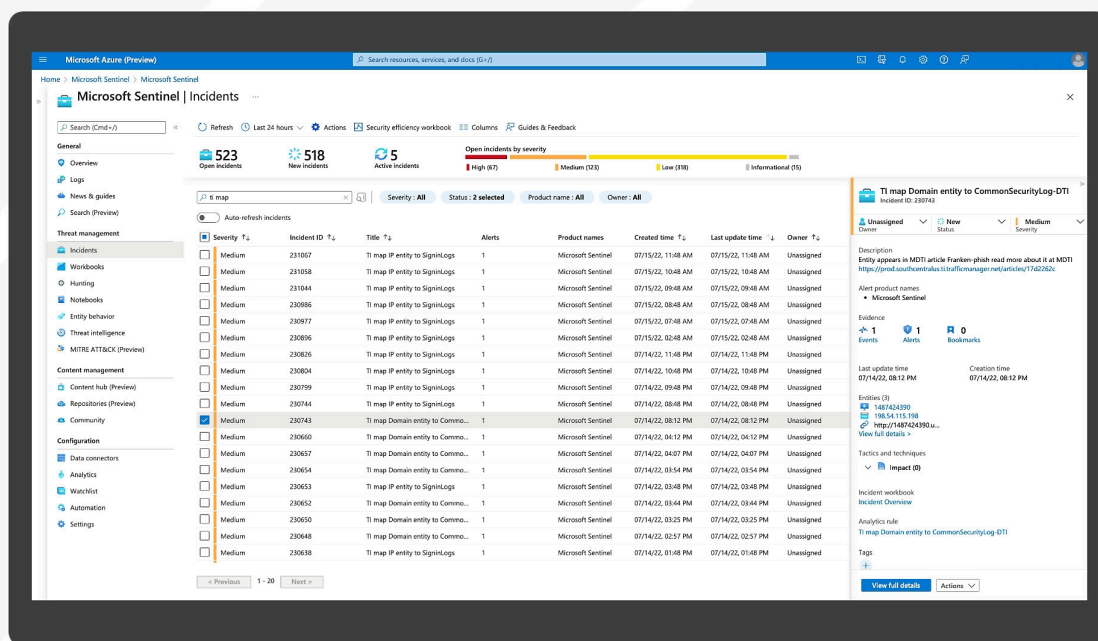 Microsoft Azure (Preview)
Search resources, services, and docs (G+/)
Home > Microsoft Sentinel > Microsoft Sentinel
Microsoft Sentinel | Incidents ...
Search (Cmd+/)
General
Overview
Logs
News & guides
Search (Preview)
Threat management
Incidents
Workbooks
Hunting
Notebooks
Entity behavior
Threat intelligence
MITRE ATT&CK (Preview)
Content management
Content hub (Preview)
Repositories (Preview)
Community
Configuration
Data connectors
Analytics
Watchlist
Automation
Settings
Refresh Last 24 hours Actions Security efficiency workbook Columns Guides & Feedback
523 Open incidents
518 New incidents
5 Active incidents
Open incidents by severity
High (67) Medium (123) Low (318) Informational (15)
ti map
Severity : All Status : 2 selected Product name : All Owner : All
Auto-refresh incidents
Severity Incident ID Title Alerts Product names Created time Last update time Owner
Medium 231067 TI map IP entity to SigninLogs 1 Microsoft Sentinel 07/15/22, 11:48 AM 07/15/22, 11:48 AM Unassigned
Medium 231058 TI map IP entity to SigninLogs 1 Microsoft Sentinel 07/15/22, 10:48 AM 07/15/22, 10:48 AM Unassigned
Medium 231044 TI map IP entity to SigninLogs 1 Microsoft Sentinel 07/15/22, 09:48 AM 07/15/22, 09:48 AM Unassigned
Medium 230986 TI map IP entity to SigninLogs 1 Microsoft Sentinel 07/15/22, 08:48 AM 07/15/22, 08:48 AM Unassigned
Medium 230977 TI map IP entity to SigninLogs 1 Microsoft Sentinel 07/15/22, 07:48 AM 07/15/22, 07:48 AM Unassigned
Medium 230896 TI map IP entity to SigninLogs 1 Microsoft Sentinel 07/15/22, 02:48 AM 07/15/22, 02:48 AM Unassigned
Medium 230826 TI map IP entity to SigninLogs 1 Microsoft Sentinel 07/14/22, 11:48 PM 07/14/22, 11:48 PM Unassigned
Medium 230804 TI map IP entity to SigninLogs 1 Microsoft Sentinel 07/14/22, 10:48 PM 07/14/22, 10:48 PM Unassigned
Medium 230799 TI map IP entity to SigninLogs 1 Microsoft Sentinel 07/14/22, 09:48 PM 07/14/22, 09:48 PM Unassigned
Medium 230744 TI map IP entity to SigninLogs 1 Microsoft Sentinel 07/14/22, 08:48 PM 07/14/22, 08:48 PM Unassigned
Medium 230743 TI map Domain entity to Commo... 1 Microsoft Sentinel 07/14/22, 08:12 PM 07/14/22, 08:12 PM Unassigned
Medium 230660 TI map Domain entity to Commo... 1 Microsoft Sentinel 07/14/22, 04:12 PM 07/14/22, 04:12 PM Unassigned
Medium 230657 TI map Domain entity to Commo... 1 Microsoft Sentinel 07/14/22, 04:07 PM 07/14/22, 04:07 PM Unassigned
Medium 230654 TI map Domain entity to Commo... 1 Microsoft Sentinel 07/14/22, 03:54 PM 07/14/22, 03:54 PM Unassigned
Medium 230653 TI map IP entity to SigninLogs 1 Microsoft Sentinel 07/14/22, 03:48 PM 07/14/22, 03:48 PM Unassigned
Medium 230652 TI map Domain entity to Commo... 1 Microsoft Sentinel 07/14/22, 03:44 PM 07/14/22, 03:44 PM Unassigned
Medium 230650 TI map Domain entity to Commo... 1 Microsoft Sentinel 07/14/22, 03:25 PM 07/14/22, 03:25 PM Unassigned
Medium 230648 TI map Domain entity to Commo... 1 Microsoft Sentinel 07/14/22, 02:57 PM 07/14/22, 02:57 PM Unassigned
Medium 230638 TI map IP entity to SigninLogs 1 Microsoft Sentinel 07/14/22, 01:48 PM 07/14/22, 01:48 PM Unassigned
< Previous 1 - 20 Next >
TI map Domain entity to CommonSecurityLog-DTI
Incident ID: 230743
Unassigned New Medium
Owner Status Severity
Description
Entity appears in MDTI article Franken-phish read more about it at MDTI
https://prod.southcentralus.ti.trafficmanager.net/articles/17d2262c
Alert product names
• Microsoft Sentinel
Evidence
1 1 0
Events Alerts Bookmarks
Last update time Creation time
07/14/22, 08:12 PM 07/14/22, 08:12 PM
Entities (3)
1487424390
198.54.115.198
http://1487424390.u...
View full details >
Tactics and techniques
Impact (0)
Incident workbook
Incident Overview
Analytics rule
TI map Domain entity to CommonSecurityLog-DTI
Tags
+
View full details Actions